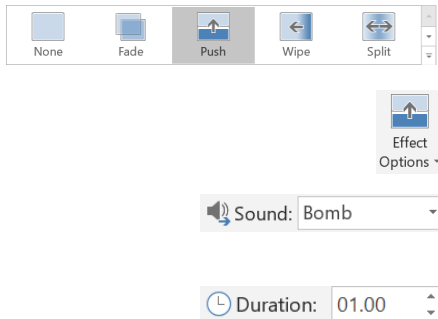 None Fade Push Wipe Split
Effect
Options
Sound: Bomb
Duration: 01.00